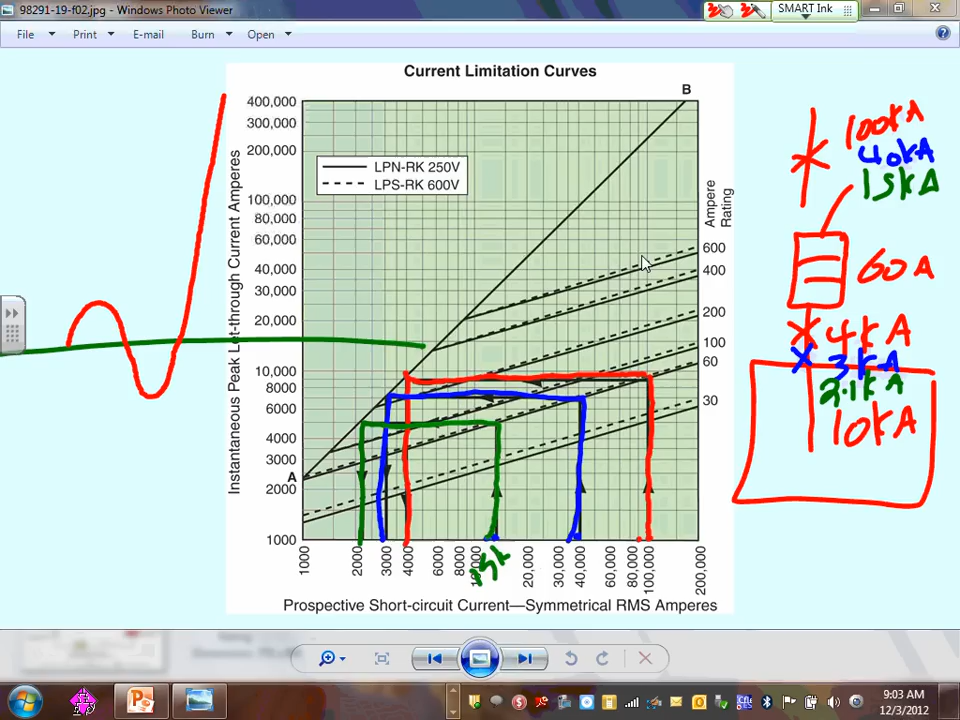 98291-19-f02.jpg - Windows Photo Viewer
SMART Ink
File Print E-mail Burn Open
Current Limitation Curves
B
400,000
300,000
200,000
100,000
80,000
60,000
40,000
30,000
20,000
10,000
8000
6000
4000
3000
2000
1000
Instantaneous Peak Let-through Current Amperes
LPN-RK 250V
LPS-RK 600V
A
Ampere
Rating
600
400
200
100
60
30
1000
2000
3000
4000
6000
8000
10,000
20,000
30,000
40,000
60,000
80,000
100,000
200,000
15k
Prospective Short-circuit Current—Symmetrical RMS Amperes
100kA
40kA
15kA
60A
4kA
3kA
2.1kA
10kA
9:03 AM
12/3/2012